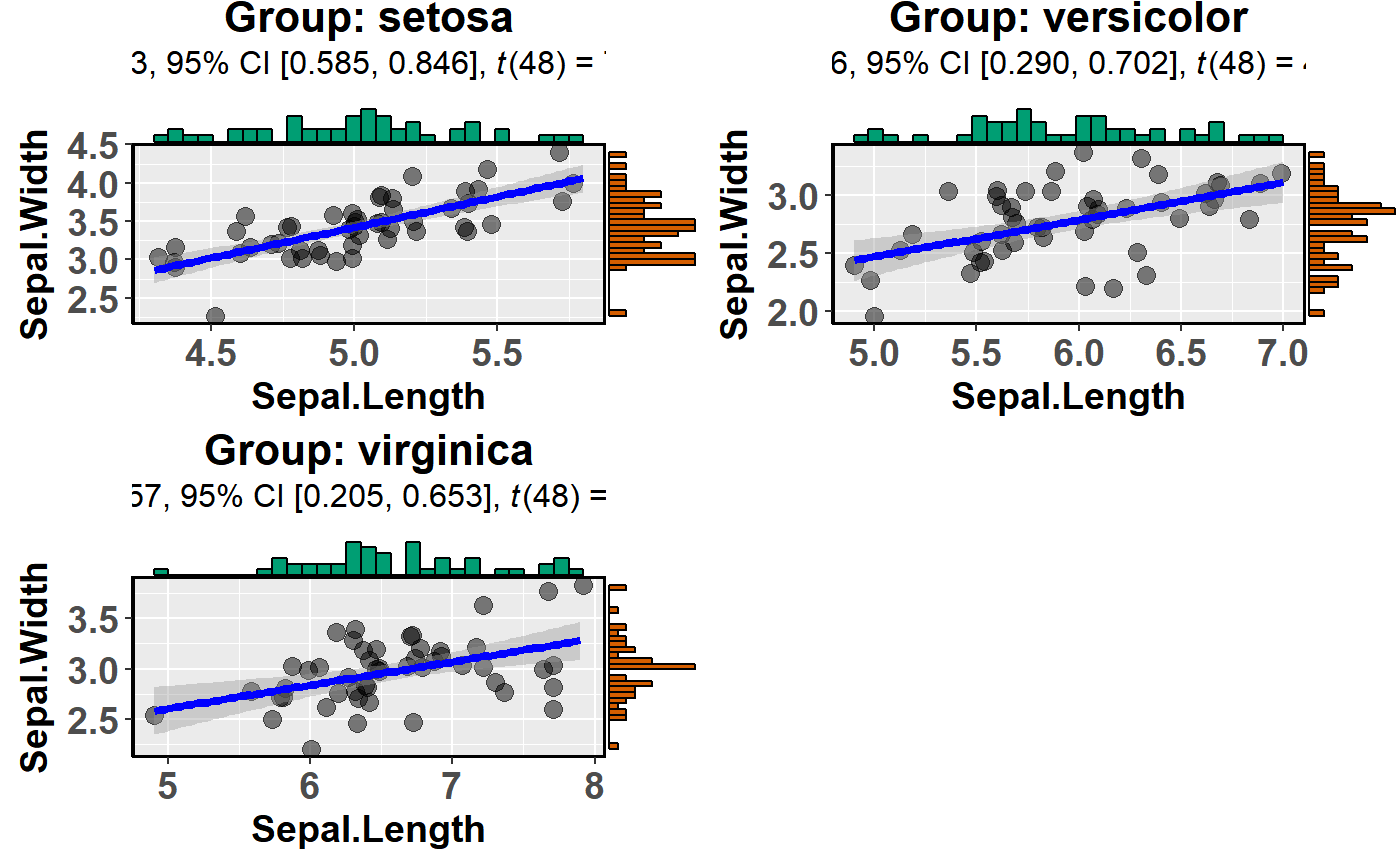 Group: setosa
3, 95% CI [0.585, 0.846], t(48) =
Sepal.Width
4.5
4.0
3.5
3.0
2.5
4.5 5.0 5.5
Sepal.Length
Group: versicolor
6, 95% CI [0.290, 0.702], t(48) =
Sepal.Width
3.0
2.5
2.0
5.0 5.5 6.0 6.5 7.0
Sepal.Length
Group: virginica
57, 95% CI [0.205, 0.653], t(48) =
Sepal.Width
3.5
3.0
2.5
5 6 7 8
Sepal.Length